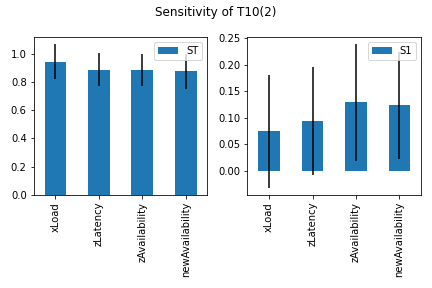 Sensitivity of T10(2)
ST
1.0
0.8
0.6
0.4
0.2
0.0
xLoad
zLatency
zAvailability
newAvailability
S1
0.25
0.20
0.15
0.10
0.05
0.00
xLoad
zLatency
zAvailability
newAvailability